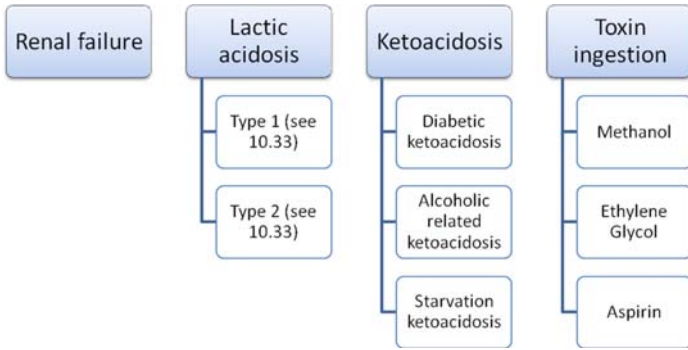 Renal failure
Lactic
acidosis
Type 1 (see
10.33)
Type 2 (see
10.33)
Ketoacidosis
Diabetic
ketoacidosis
Alcoholic
related
ketoacidosis
Starvation
ketoacidosis
Toxin
ingestion
Methanol
Ethylene
Glycol
Aspirin